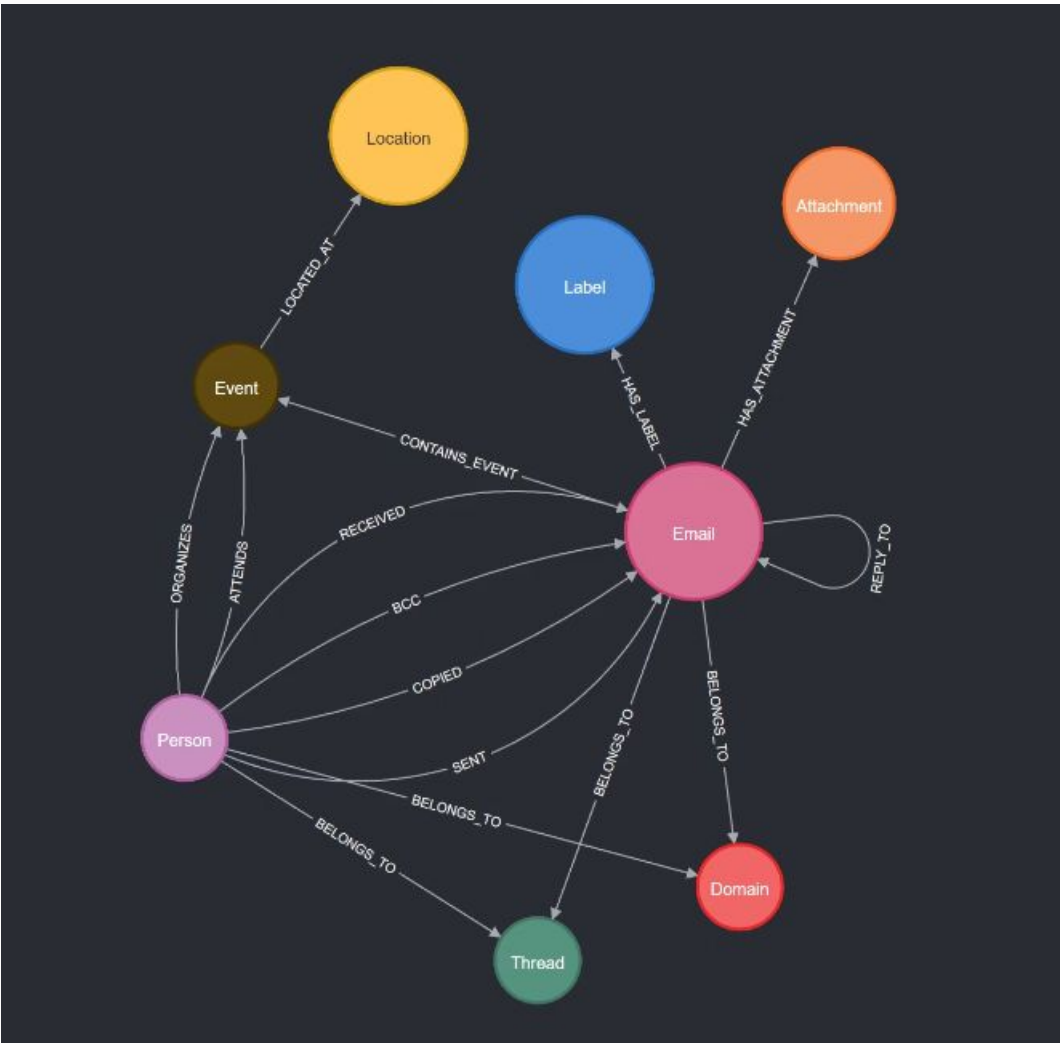 Location
Attachment
Label
LOCATED_AT
HAS_ATTACHMENT
Event
HAS_LABEL
CONTAINS_EVENT
RECEIVED
Email
REPLY_TO
ORGANIZES
ATTENDS
BCC
COPIED
Person
SENT
BELONGS_TO
BELONGS_TO
BELONGS_TO
BELONGS_TO
Domain
Thread